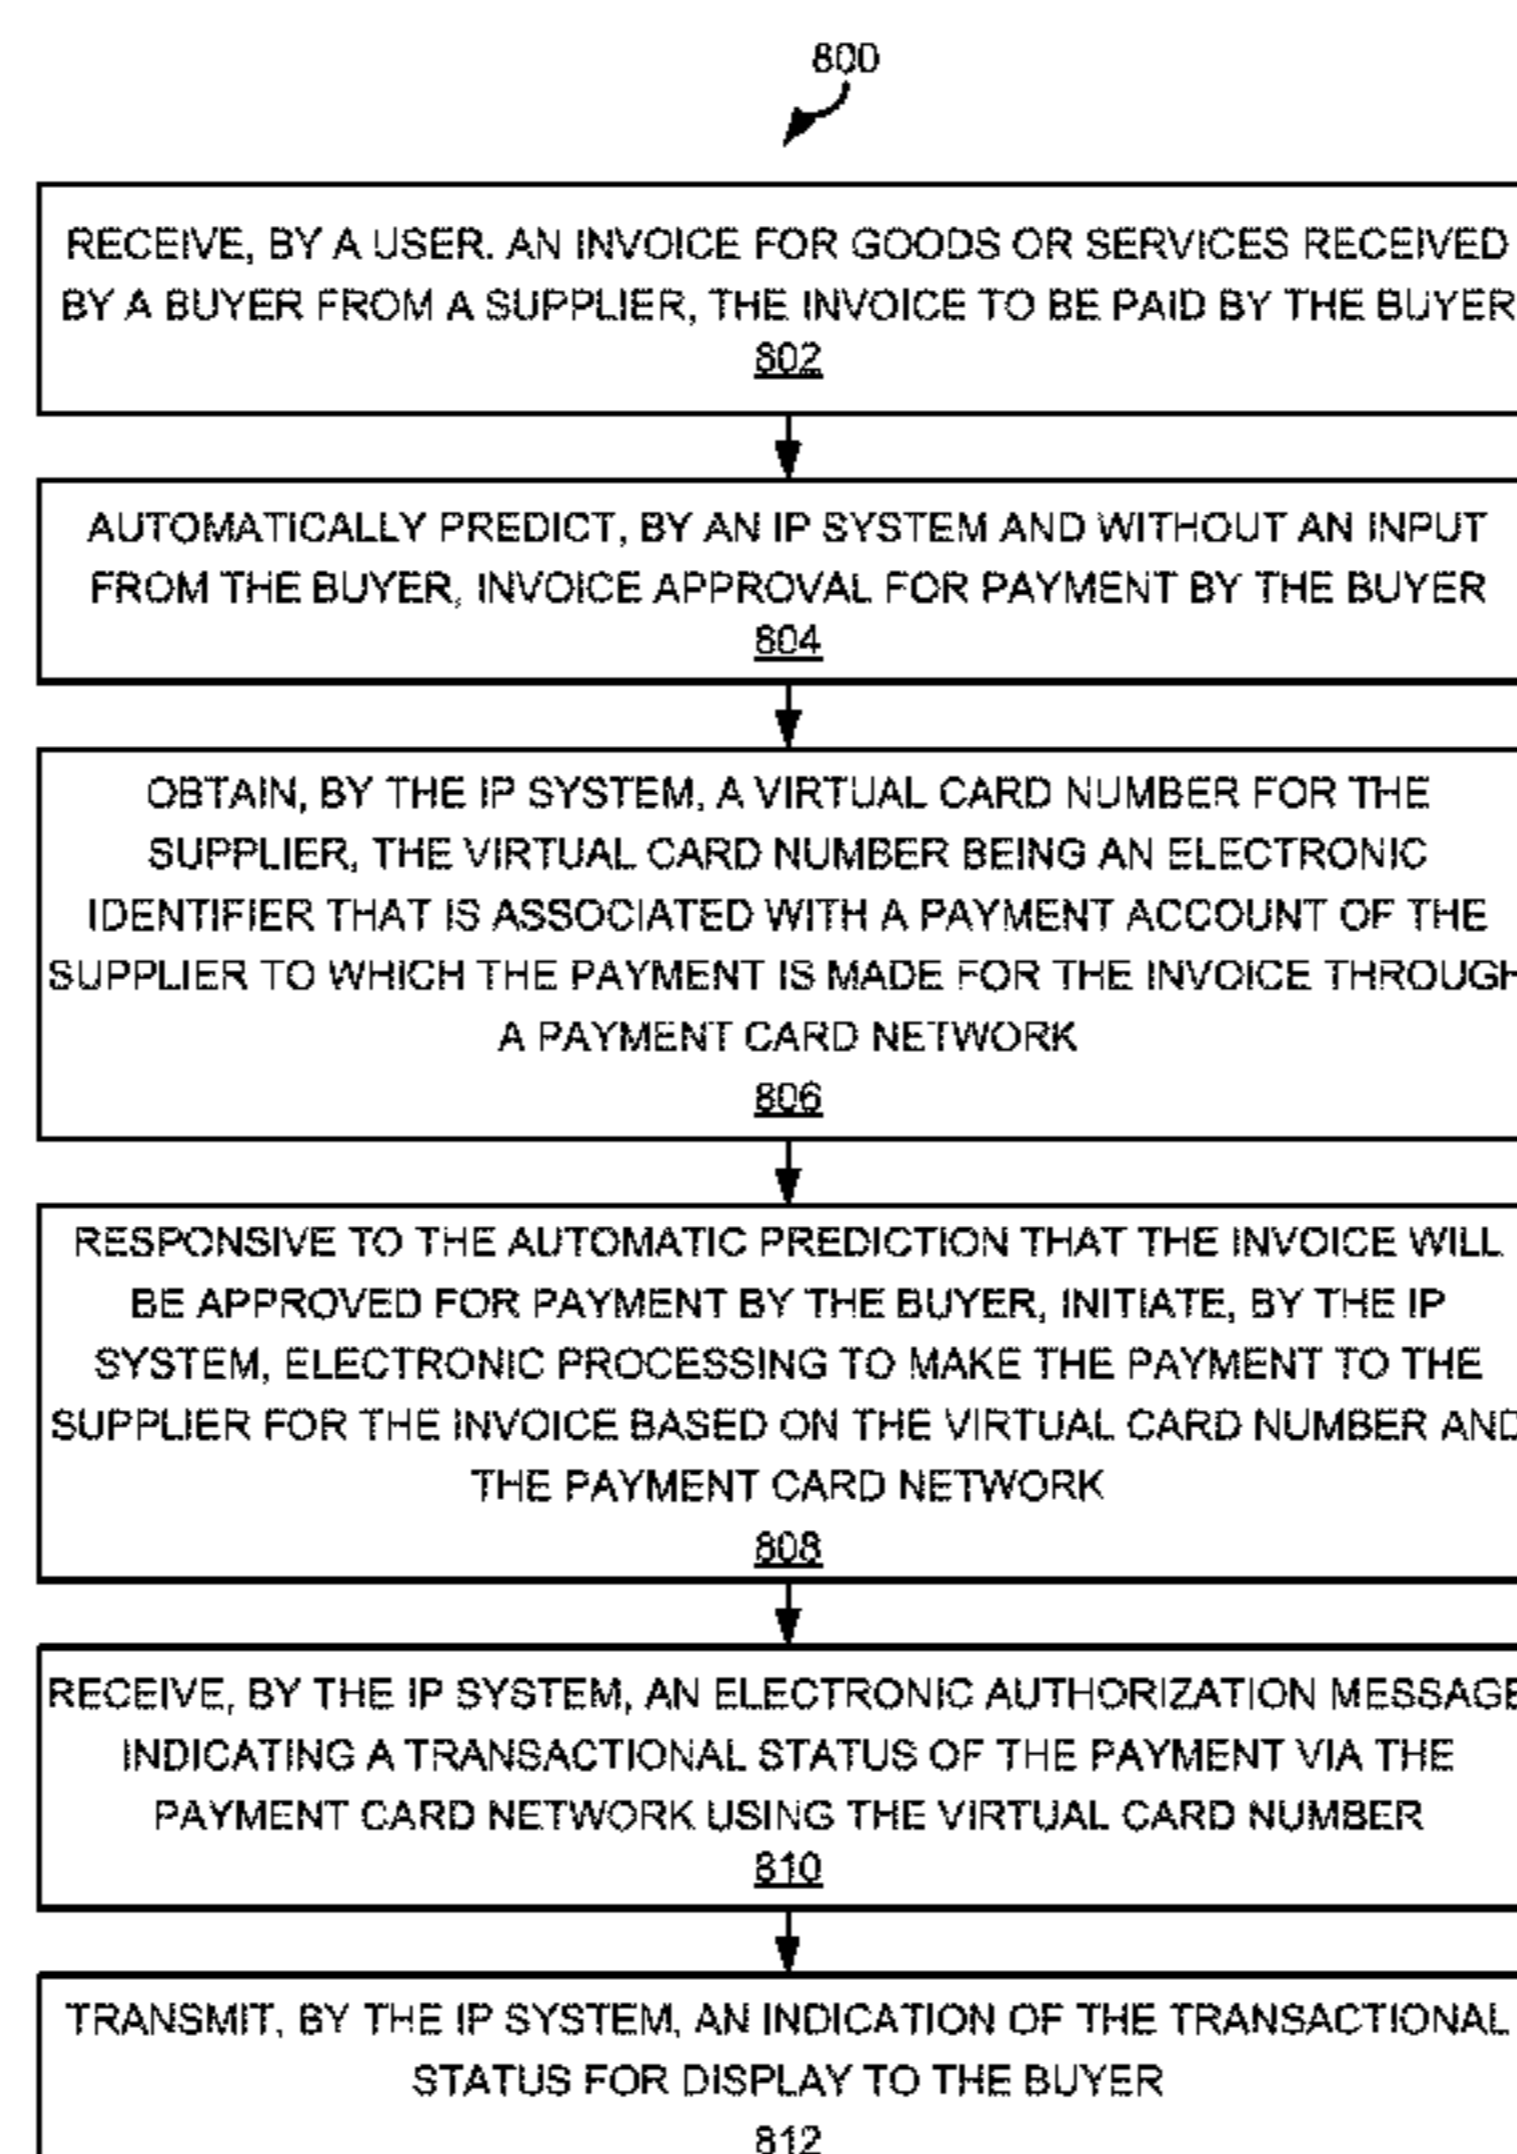 800
RECEIVE, BY A USER. AN INVOICE FOR GOODS OR SERVICES RECEIVED
BY A BUYER FROM A SUPPLIER, THE INVOICE TO BE PAID BY THE BUYER
802
AUTOMATICALLY PREDICT, BY AN IP SYSTEM AND WITHOUT AN INPUT
FROM THE BUYER, INVOICE APPROVAL FOR PAYMENT BY THE BUYER
804
OBTAIN, BY THE IP SYSTEM, A VIRTUAL CARD NUMBER FOR THE
SUPPLIER, THE VIRTUAL CARD NUMBER BEING AN ELECTRONIC
IDENTIFIER THAT IS ASSOCIATED WITH A PAYMENT ACCOUNT OF THE
SUPPLIER TO WHICH THE PAYMENT IS MADE FOR THE INVOICE THROUGH
A PAYMENT CARD NETWORK
806
RESPONSIVE TO THE AUTOMATIC PREDICTION THAT THE INVOICE WILL
BE APPROVED FOR PAYMENT BY THE BUYER, INITIATE, BY THE IP
SYSTEM, ELECTRONIC PROCESSING TO MAKE THE PAYMENT TO THE
SUPPLIER FOR THE INVOICE BASED ON THE VIRTUAL CARD NUMBER AND
THE PAYMENT CARD NETWORK
808
RECEIVE, BY THE IP SYSTEM, AN ELECTRONIC AUTHORIZATION MESSAGE
INDICATING A TRANSACTIONAL STATUS OF THE PAYMENT VIA THE
PAYMENT CARD NETWORK USING THE VIRTUAL CARD NUMBER
810
TRANSMIT, BY THE IP SYSTEM, AN INDICATION OF THE TRANSACTIONAL
STATUS FOR DISPLAY TO THE BUYER
812